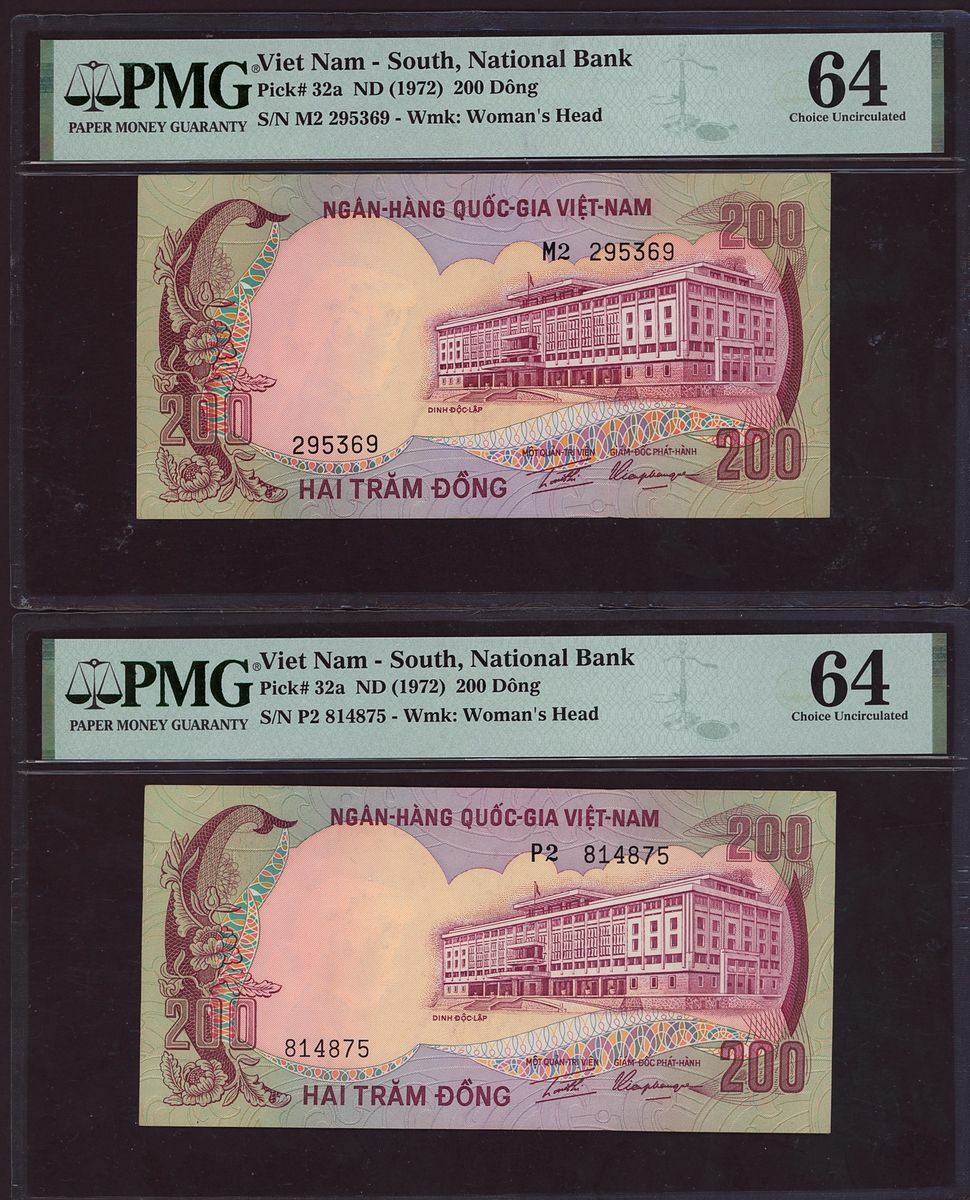 PMG®
PAPER MONEY GUARANTY
Viet Nam - South, National Bank
Pick# 32a ND (1972) 200 Dông
S/N M2 295369 - Wmk: Woman's Head
64
Choice Uncirculated
NGÂN-HÀNG QUỐC-GIA VIỆT-NAM
200
M2 295369
DINH ĐỘC-LẬP
200
295369
MỘT QUẢN-TRỊ VIÊN GIÁM-ĐỐC PHÁT-HÀNH
200
HAI TRĂM ĐỒNG
PMG®
PAPER MONEY GUARANTY
Viet Nam - South, National Bank
Pick# 32a ND (1972) 200 Dông
S/N P2 814875 - Wmk: Woman's Head
64
Choice Uncirculated
NGÂN-HÀNG QUỐC-GIA VIỆT-NAM
200
P2 814875
DINH ĐỘC-LẬP
200
814875
MỘT QUẢN-TRỊ VIÊN GIÁM-ĐỐC PHÁT-HÀNH
200
HAI TRĂM ĐỒNG